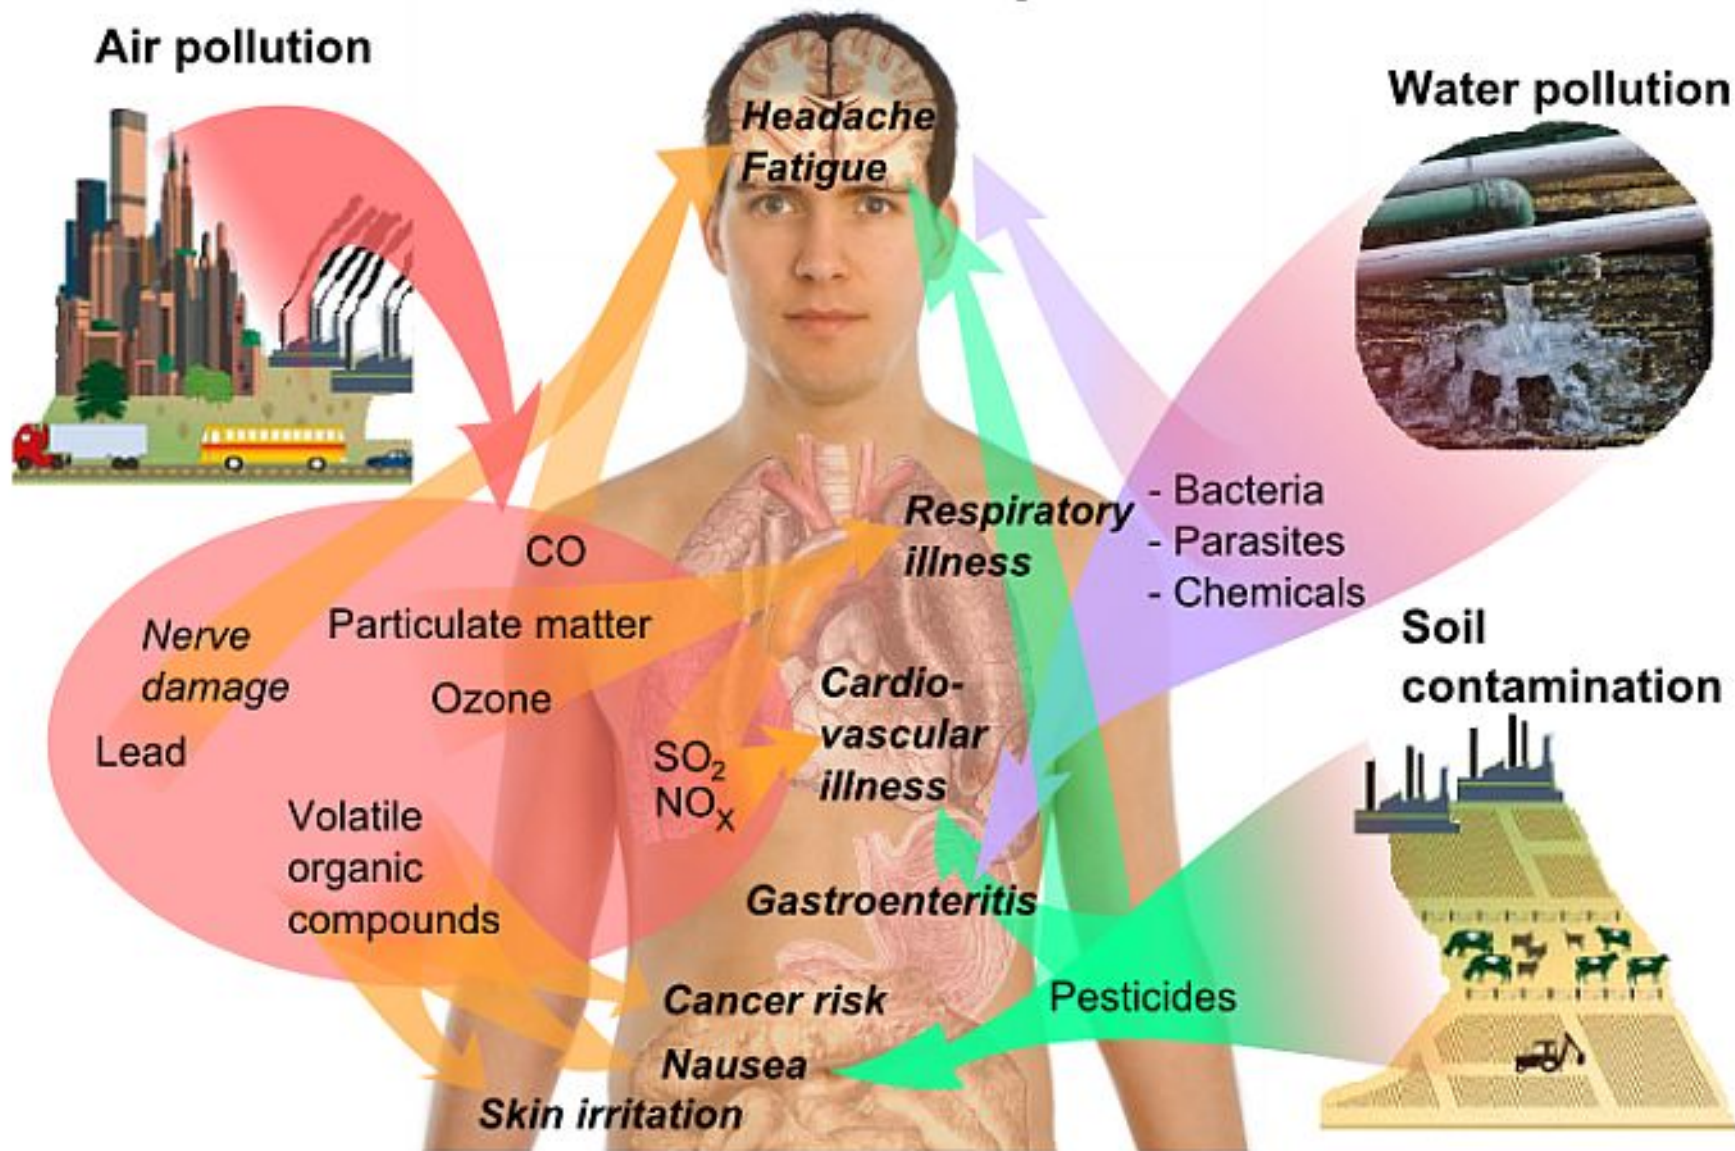 Air pollution
Water pollution
Headache
Fatigue
Respiratory
illness
- Bacteria
- Parasites
- Chemicals
CO
Particulate matter
Nerve
damage
Ozone
Lead
SO₂
NOₓ
Volatile
organic
compounds
Cardio-
vascular
illness
Soil
contamination
Gastroenteritis
Pesticides
Cancer risk
Nausea
Skin irritation